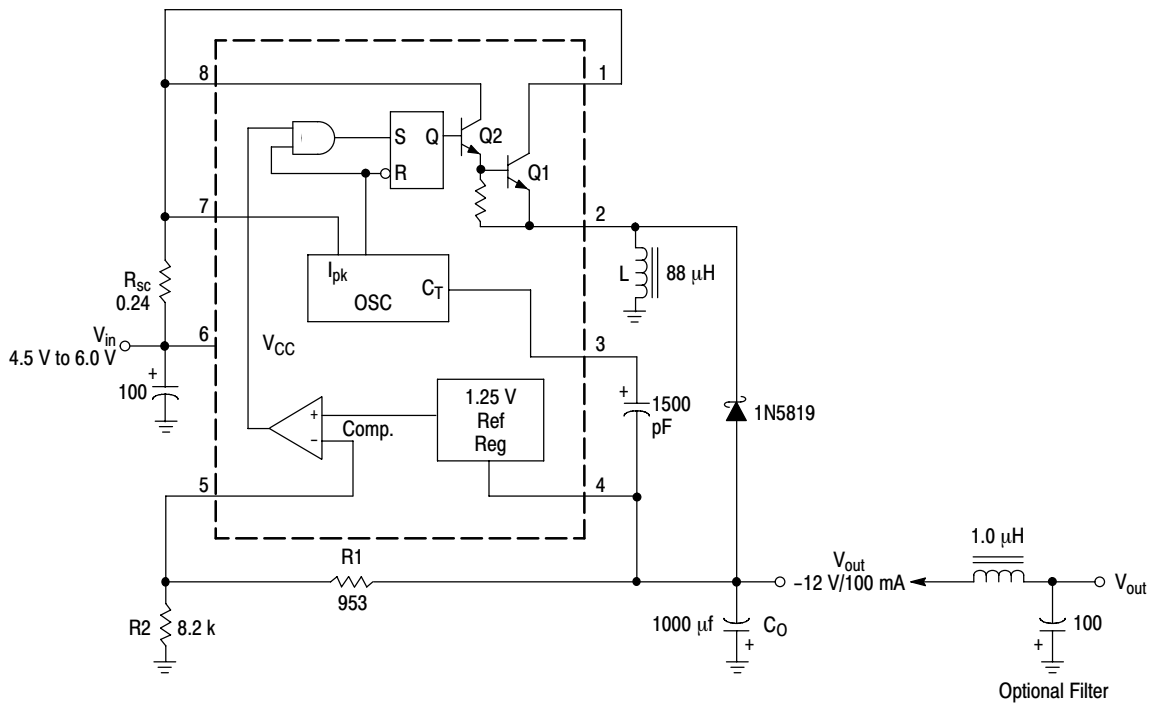 8
1
S
Q
Q2
R
Q1
7
2
Ipk
CT
OSC
L
88 μH
Rsc
0.24
Vin
4.5 V to 6.0 V
6
VCC
3
100
+
+
1500
pF
1.25 V
Ref
Reg
1N5819
+
−
Comp.
5
4
R1
953
1.0 μH
Vout
−12 V/100 mA
Vout
R2
8.2 k
1000 μf
CO
+
100
+
Optional Filter